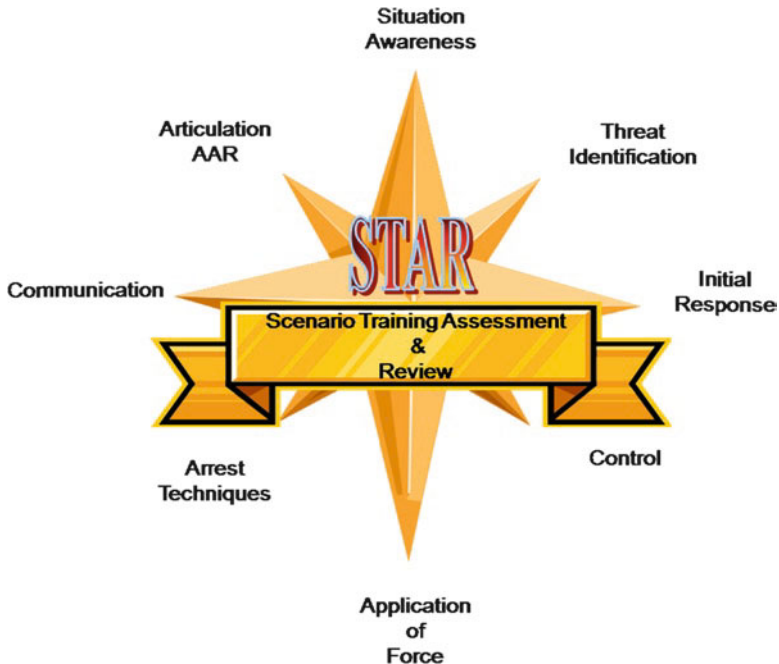 Situation
Awareness
Articulation
AAR
Threat
Identification
STAR
Communication
Initial
Response
Scenario Training Assessment
&
Review
Arrest
Techniques
Control
Application
of
Force